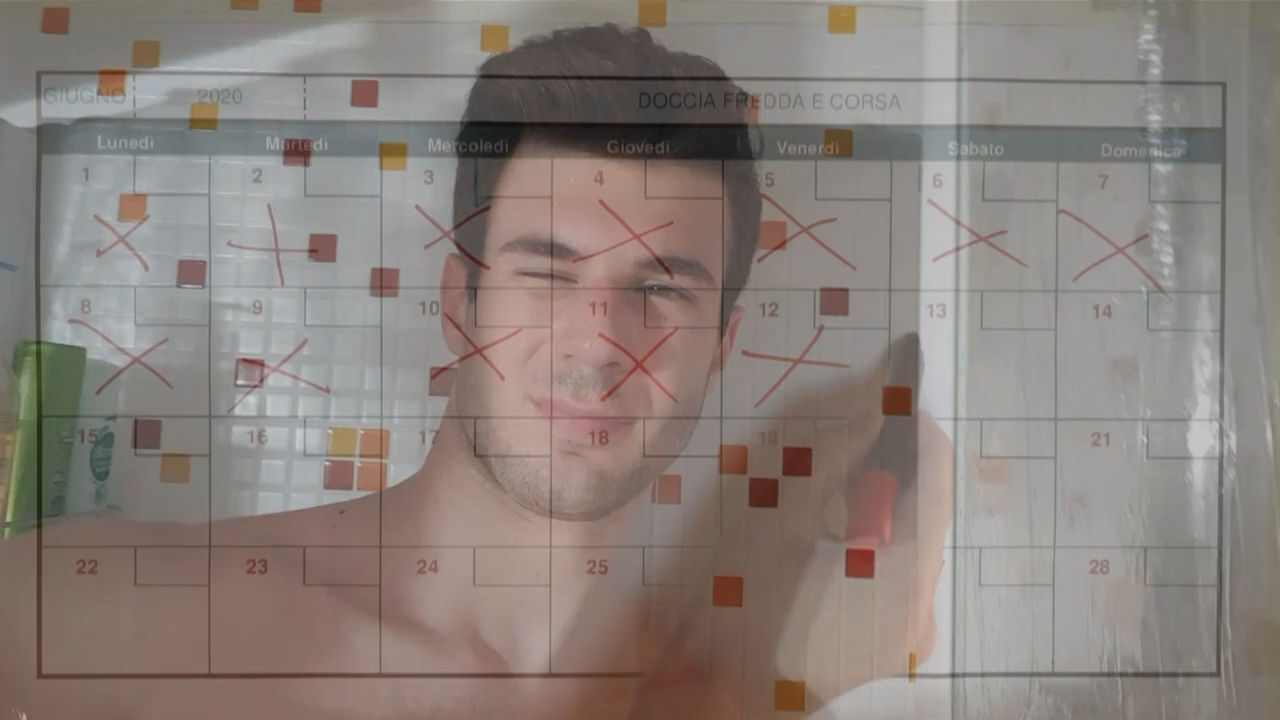 GIUGNO 2020 DOCCIA FREDDA E CORSA
Lunedì Martedì Mercoledì Giovedì Venerdì Sabato Domenica
1 2 3 4 5 6 7
8 9 10 11 12 13 14
15 16 17 18 19 21
22 23 24 25 28